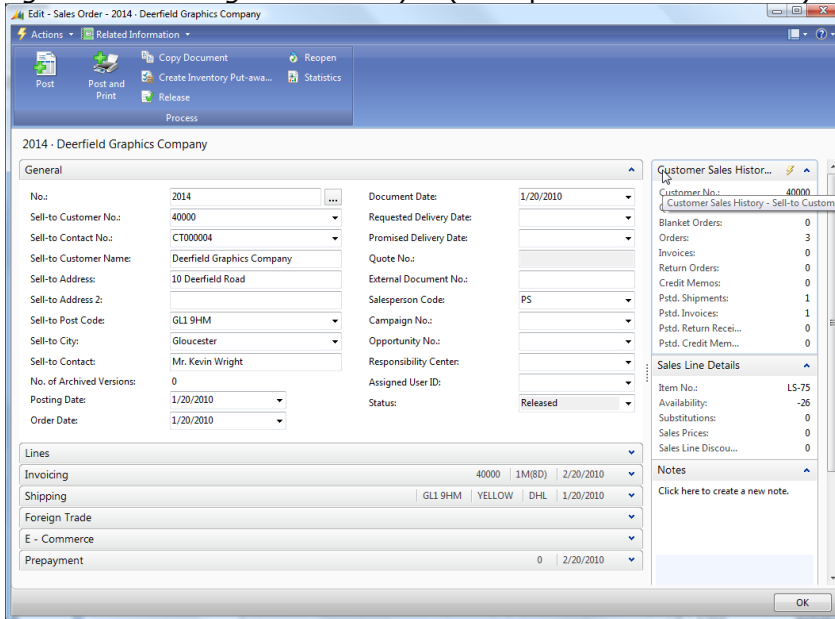 Edit - Sales Order - 2014 · Deerfield Graphics Company
Actions Related Information
Post
Post and Print
Copy Document
Create Inventory Put-awa...
Release
Reopen
Statistics
Process
2014 · Deerfield Graphics Company
General
No.: 2014 ...
Sell-to Customer No.: 40000
Sell-to Contact No.: CT000004
Sell-to Customer Name: Deerfield Graphics Company
Sell-to Address: 10 Deerfield Road
Sell-to Address 2:
Sell-to Post Code: GL1 9HM
Sell-to City: Gloucester
Sell-to Contact: Mr. Kevin Wright
No. of Archived Versions: 0
Posting Date: 1/20/2010
Order Date: 1/20/2010
Document Date: 1/20/2010
Requested Delivery Date:
Promised Delivery Date:
Quote No.:
External Document No.:
Salesperson Code: PS
Campaign No.:
Opportunity No.:
Responsibility Center:
Assigned User ID:
Status: Released
Lines
Invoicing 40000 1M(8D) 2/20/2010
Shipping GL1 9HM YELLOW DHL 1/20/2010
Foreign Trade
E - Commerce
Prepayment 0 2/20/2010
Customer Sales Histor...
Customer No.: 40000
Customer Sales History - Sell-to Custom
Blanket Orders: 0
Orders: 3
Invoices: 0
Return Orders: 0
Credit Memos: 0
Pstd. Shipments: 1
Pstd. Invoices: 1
Pstd. Return Recei... 0
Pstd. Credit Mem... 0
Sales Line Details
Item No.: LS-75
Availability: -26
Substitutions: 0
Sales Prices: 0
Sales Line Discou... 0
Notes
Click here to create a new note.
OK